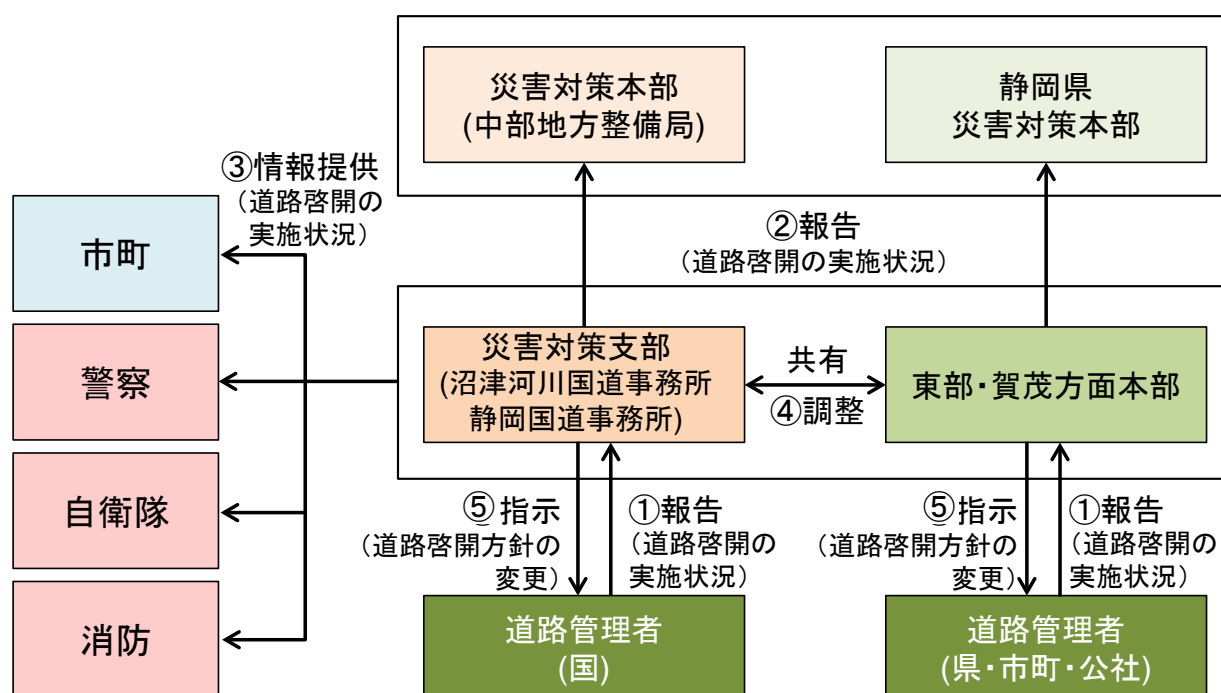 災害対策本部
(中部地方整備局)
静岡県
災害対策本部
③情報提供
（道路啓開の
実施状況）
②報告
（道路啓開の実施状況）
市町
警察
自衛隊
消防
災害対策支部
(沼津河川国道事務所
静岡国道事務所)
共有
④調整
東部・賀茂方面本部
⑤指示
（道路啓開方針の
変更）
①報告
（道路啓開の
実施状況）
⑤指示
（道路啓開方針の
変更）
①報告
（道路啓開の
実施状況）
道路管理者
(国)
道路管理者
(県・市町・公社)